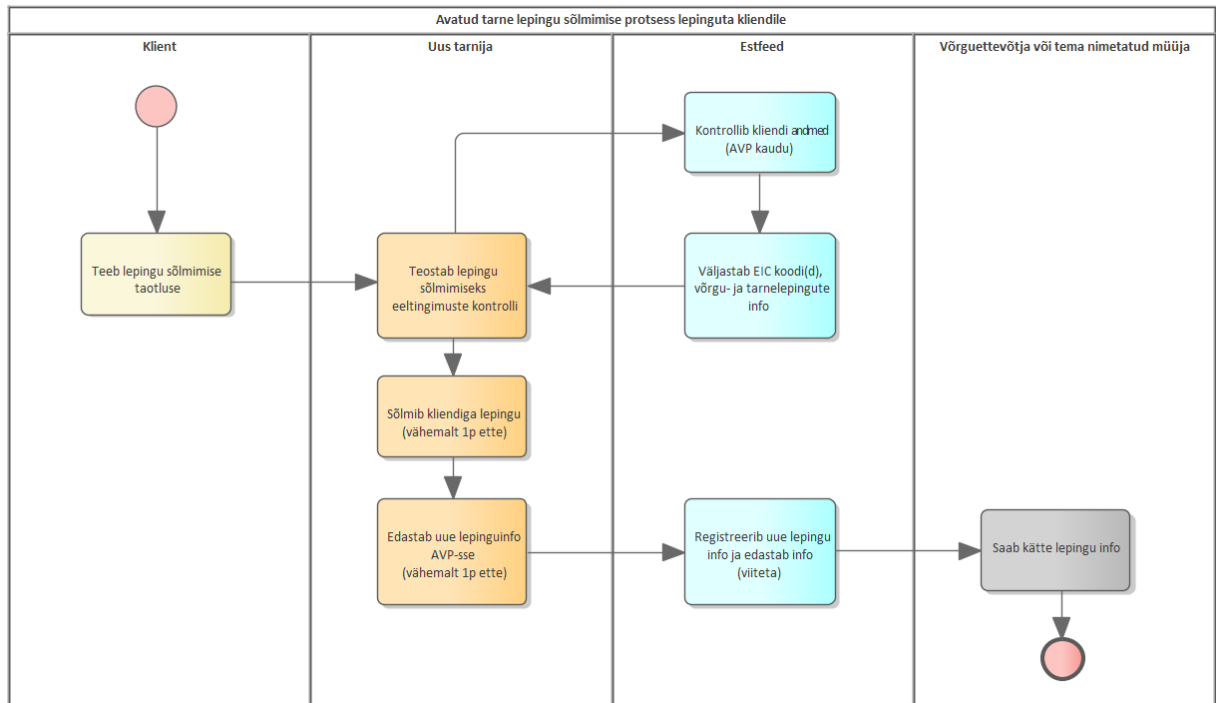 Avatud tarne lepingu sõlmimise protsess lepinguta kliendile
Klient
Uus tarnija
Estfeed
Võrguettevõtja või tema nimetatud müüja
Kontrollib kliendi andmed
(AVP kaudu)
Teeb lepingu sõlmimise
taotluse
Teostab lepingu
sõlmimiseks
eeltingimuste kontrolli
Väljastab EIC koodi(d),
võrgu- ja tarnelepingute
info
Sõlmib kliendiga lepingu
(vähemalt 1p ette)
Edastab uue lepinguinfo
AVP-sse
(vähemalt 1p ette)
Registreerib uue lepingu
info ja edastab info
(viiteta)
Saab kätte lepingu info